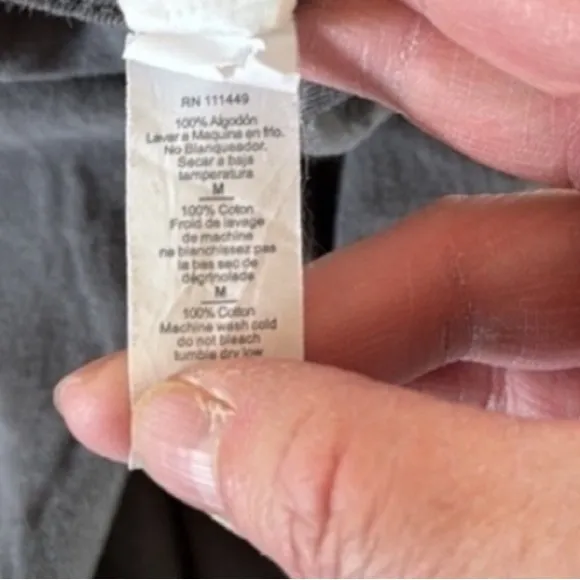 RN 111449
100% Algodón
Lavar a Maquina en frio.
No Blanqueador.
Secar a baja
temperatura
M
100% Coton
Froid de lavage
de machine
ne blanchissez pas
la bas sec de
degrinolade
M
100% Cotton
Machine wash cold
do not bleach
tumble dry low